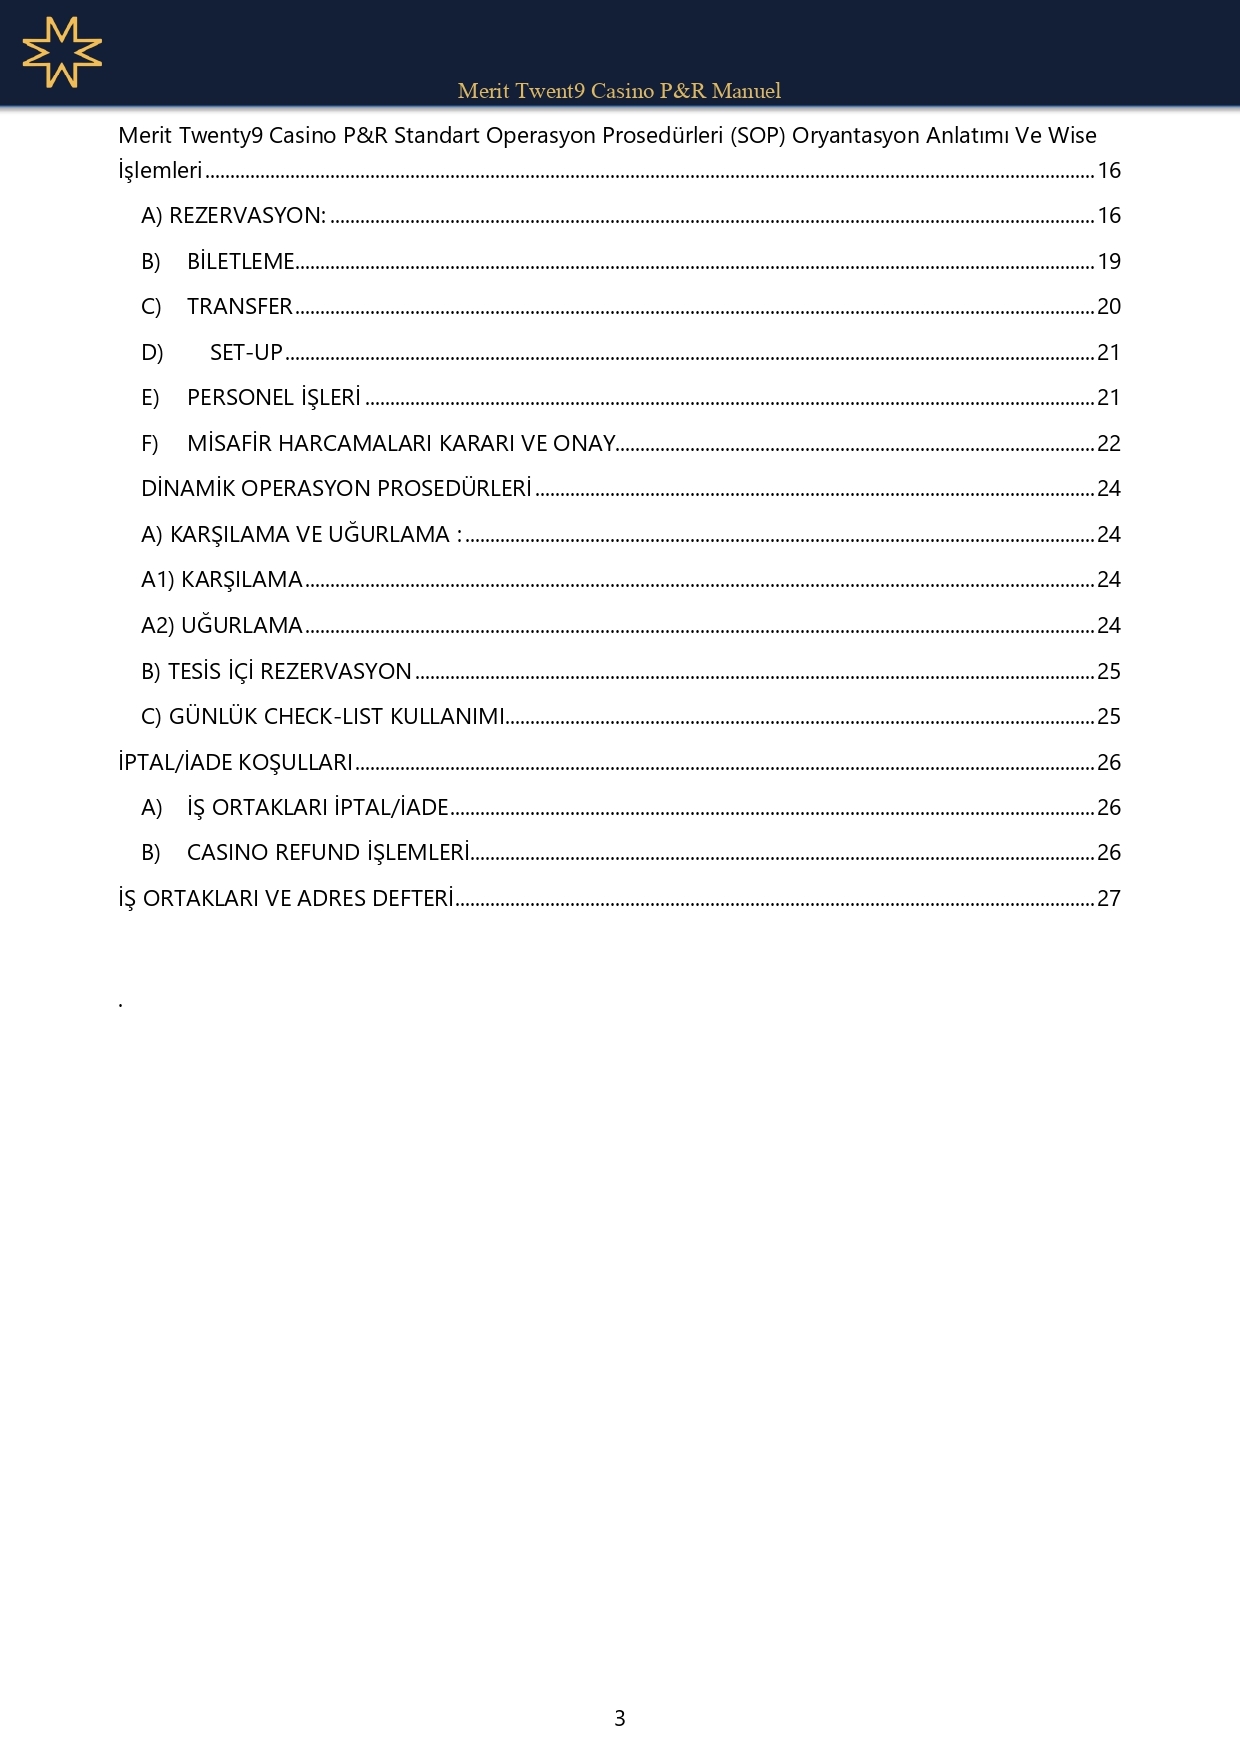 Merit Twent9 Casino P&R Manuel
Merit Twenty9 Casino P&R Standart Operasyon Prosedürleri (SOP) Oryantasyon Anlatımı Ve Wise
İşlemleri 16
A) REZERVASYON: 16
B) BİLETLEME 19
C) TRANSFER 20
D) SET-UP 21
E) PERSONEL İŞLERİ 21
F) MİSAFİR HARCAMALARI KARARI VE ONAY 22
DİNAMİK OPERASYON PROSEDÜRLERİ 24
A) KARŞILAMA VE UĞURLAMA : 24
A1) KARŞILAMA 24
A2) UĞURLAMA 24
B) TESİS İÇİ REZERVASYON 25
C) GÜNLÜK CHECK-LIST KULLANIMI 25
İPTAL/İADE KOŞULLARI 26
A) İŞ ORTAKLARI İPTAL/İADE 26
B) CASINO REFUND İŞLEMLERİ 26
İŞ ORTAKLARI VE ADRES DEFTERİ 27
.
3